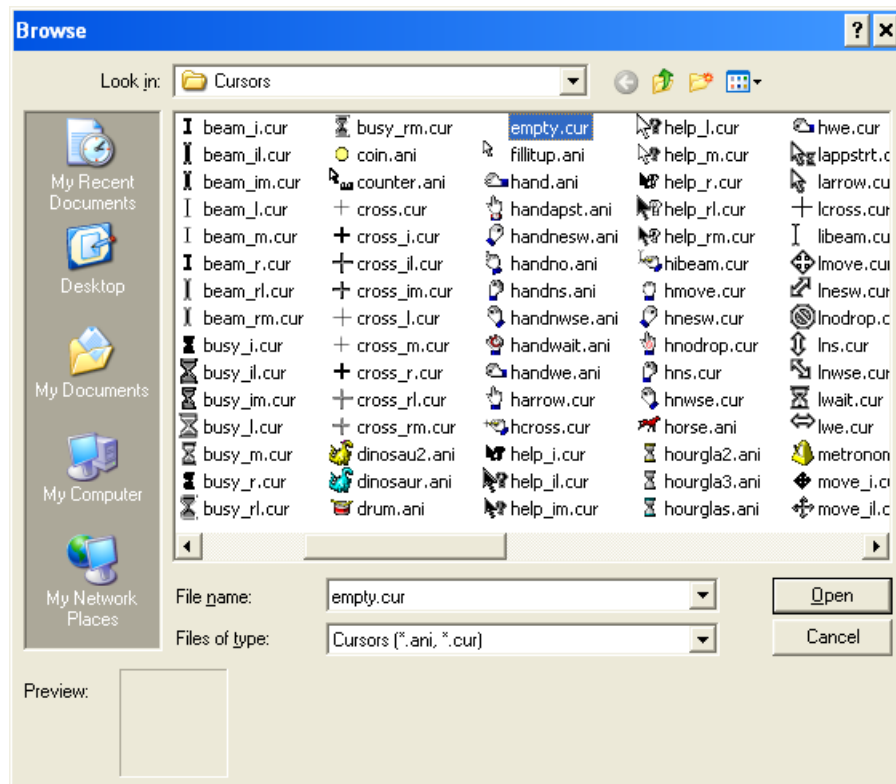 Browse
Look in: Cursors
My Recent
Documents
Desktop
My Documents
My Computer
My Network
Places
beam_i.cur
beam_il.cur
beam_im.cur
beam_l.cur
beam_m.cur
beam_r.cur
beam_rl.cur
beam_rm.cur
busy_i.cur
busy_il.cur
busy_im.cur
busy_l.cur
busy_m.cur
busy_r.cur
busy_rl.cur
busy_rm.cur
coin.ani
counter.ani
cross.cur
cross_i.cur
cross_il.cur
cross_im.cur
cross_l.cur
cross_m.cur
cross_r.cur
cross_rl.cur
cross_rm.cur
dinosau2.ani
dinosaur.ani
drum.ani
empty.cur
fillitup.ani
hand.ani
handapst.ani
handnesw.ani
handno.ani
handns.ani
handnwse.ani
handwait.ani
handwe.ani
harrow.cur
hcross.cur
help_i.cur
help_il.cur
help_im.cur
help_l.cur
help_m.cur
help_r.cur
help_rl.cur
help_rm.cur
hibeam.cur
hmove.cur
hnesw.cur
hnodrop.cur
hns.cur
hnwse.cur
horse.ani
hourgla2.ani
hourgla3.ani
hourglas.ani
hwe.cur
lappstrt.c
larrow.cu
lcross.cur
libeam.cu
lmove.cur
lnesw.cur
lnodrop.c
lns.cur
lnwse.cur
lwait.cur
lwe.cur
metronon
move_i.c
move_il.c
File name: empty.cur
Open
Files of type: Cursors (*.ani, *.cur)
Cancel
Preview: